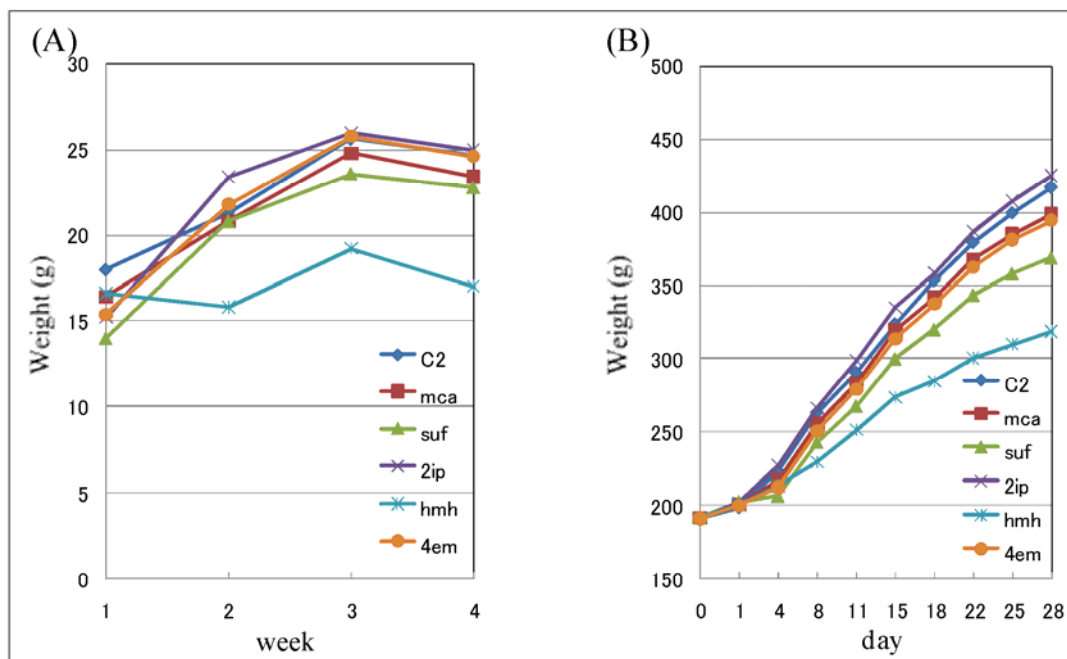 (A)
30
25
20
15
10
5
0
Weight (g)
1 2 3 4
week
C2
mca
suf
2ip
hmh
4em
(B)
500
450
400
350
300
250
200
150
Weight (g)
0 1 4 8 11 15 18 22 25 28
day
C2
mca
suf
2ip
hmh
4em